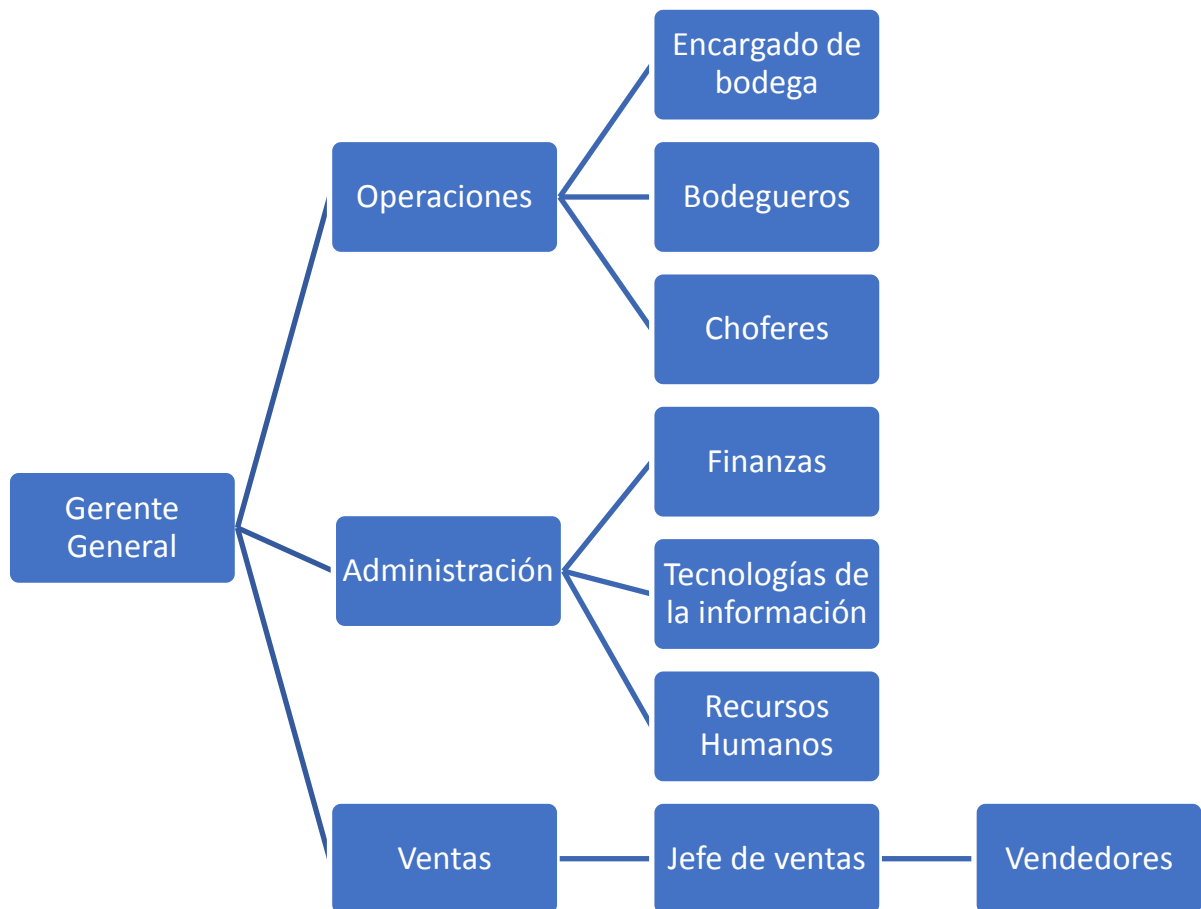 Encargado de
bodega
Operaciones
Bodegueros
Choferes
Finanzas
Gerente
General
Administración
Tecnologías de
la información
Recursos
Humanos
Ventas
Jefe de ventas
Vendedores